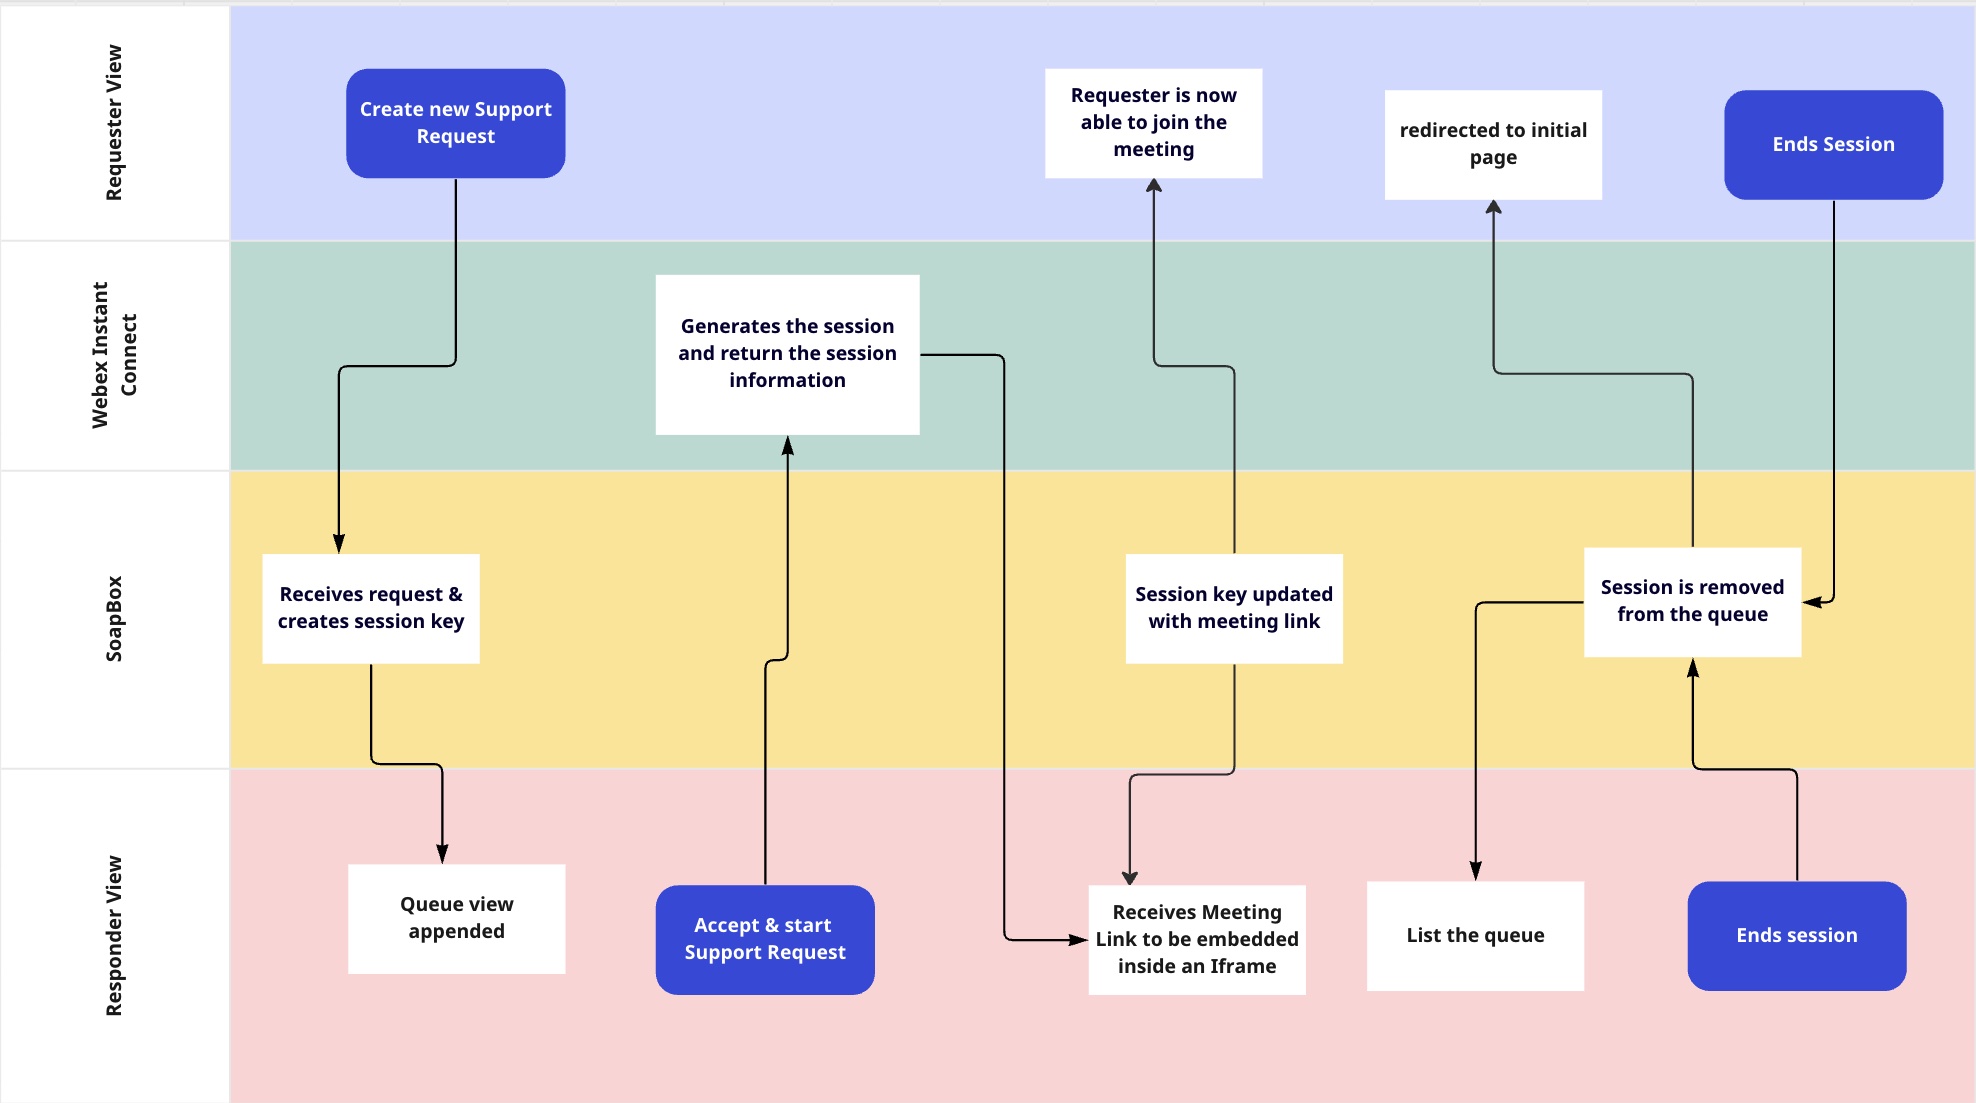 Requester View
Create new Support
Request
Requester is now
able to join the
meeting
redirected to initial
page
Ends Session
Webex Instant
Connect
Generates the session
and return the session
information
SoapBox
Receives request &
creates session key
Session key updated
with meeting link
Session is removed
from the queue
Responder View
Queue view
appended
Accept & start
Support Request
Receives Meeting
Link to be embedded
inside an Iframe
List the queue
Ends session